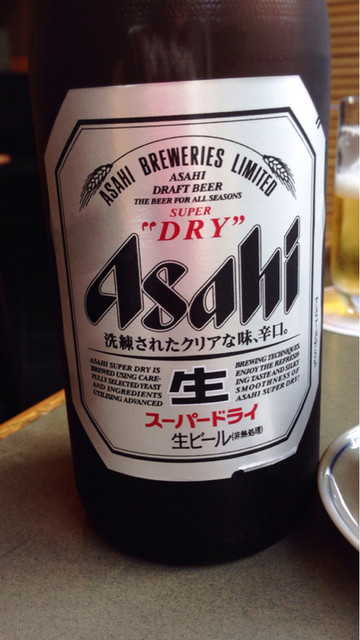 ASAHI BREWERIES LIMITED
ASAHI
DRAFT BEER
THE BEER FOR ALL SEASONS
SUPER
"DRY"
Asahi
洗練されたクリアな味、辛口。
ASAHI SUPER DRY IS
BREWED USING CARE-
FULLY SELECTED YEAST
AND INGREDIENTS
UTILISING ADVANCED
生
BREWING TECHNIQUES.
ENJOY THE REFRESH-
ING TASTE AND SILKY
SMOOTHNESS OF
ASAHI SUPER DRY!
スーパードライ
生ビール(非熱処理)